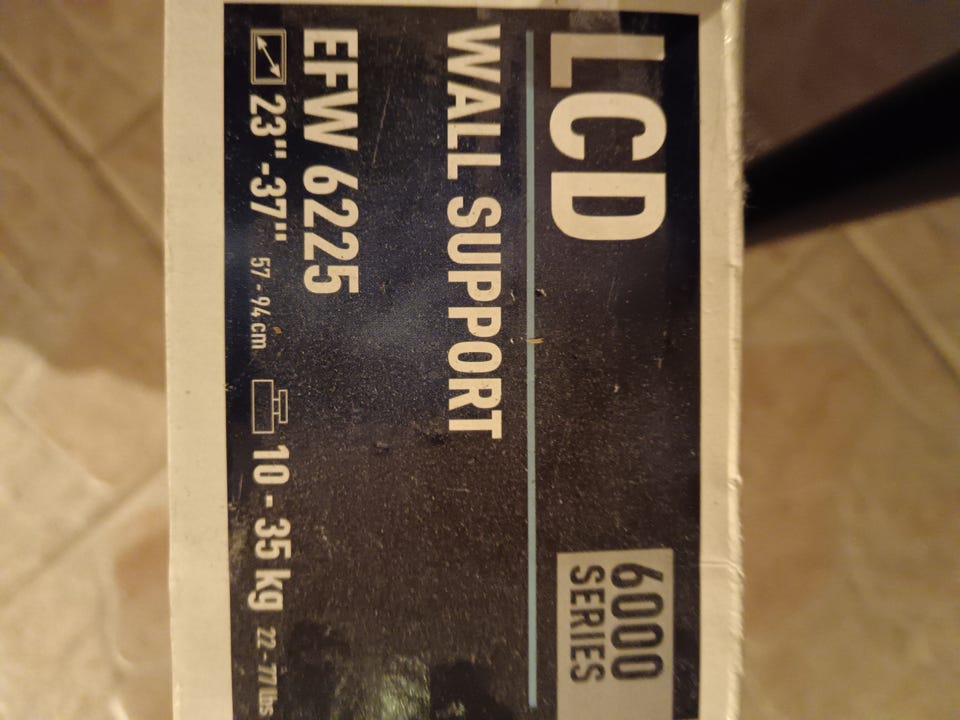 LCD
6000
SERIES
WALL SUPPORT
EFW 6225
23"-37" 57-94 cm 10 - 35 kg 22-77 lbs